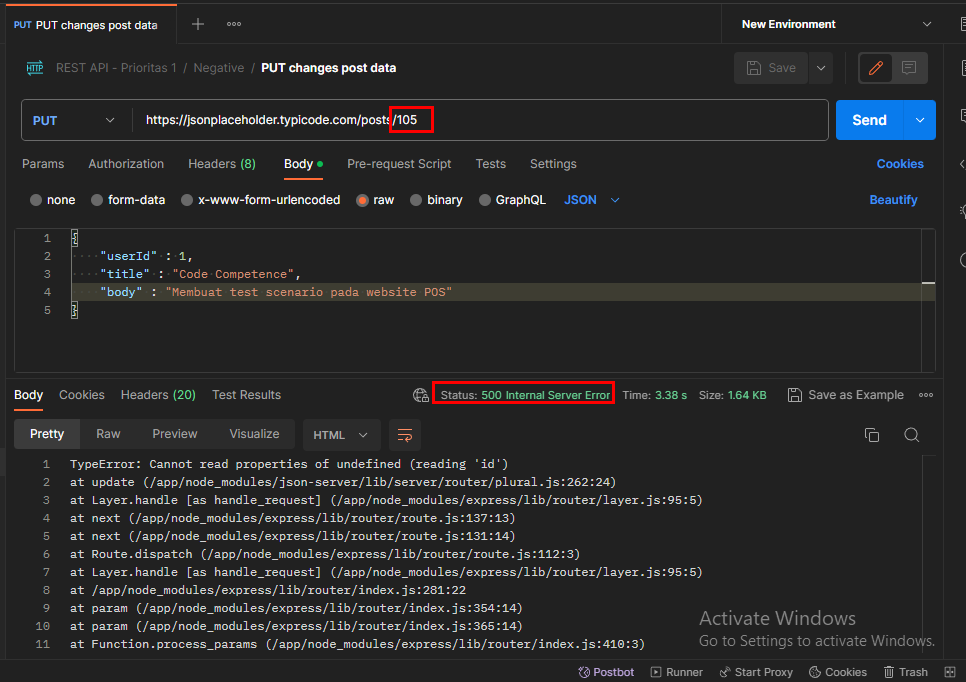 PUT PUT changes post data
New Environment
HTTP REST API - Prioritas 1 / Negative / PUT changes post data
Save
PUT https://jsonplaceholder.typicode.com/posts/105
Send
Params Authorization Headers (8) Body Pre-request Script Tests Settings Cookies
none form-data x-www-form-urlencoded raw binary GraphQL JSON Beautify
1 {
2 "userId" : 1,
3 "title" : "Code Competence",
4 "body" : "Membuat test scenario pada website POS"
5 }
Body Cookies Headers (20) Test Results Status: 500 Internal Server Error Time: 3.38 s Size: 1.64 KB Save as Example
Pretty Raw Preview Visualize HTML
1 TypeError: Cannot read properties of undefined (reading 'id')
2 at update (/app/node_modules/json-server/lib/server/router/plural.js:262:24)
3 at Layer.handle [as handle_request] (/app/node_modules/express/lib/router/layer.js:95:5)
4 at next (/app/node_modules/express/lib/router/route.js:137:13)
5 at next (/app/node_modules/express/lib/router/route.js:131:14)
6 at Route.dispatch (/app/node_modules/express/lib/router/route.js:112:3)
7 at Layer.handle [as handle_request] (/app/node_modules/express/lib/router/layer.js:95:5)
8 at /app/node_modules/express/lib/router/index.js:281:22
9 at param (/app/node_modules/express/lib/router/index.js:354:14)
10 at param (/app/node_modules/express/lib/router/index.js:365:14)
11 at Function.process_params (/app/node_modules/express/lib/router/index.js:410:3)
Activate Windows
Go to Settings to activate Windows.
Postbot Runner Start Proxy Cookies Trash